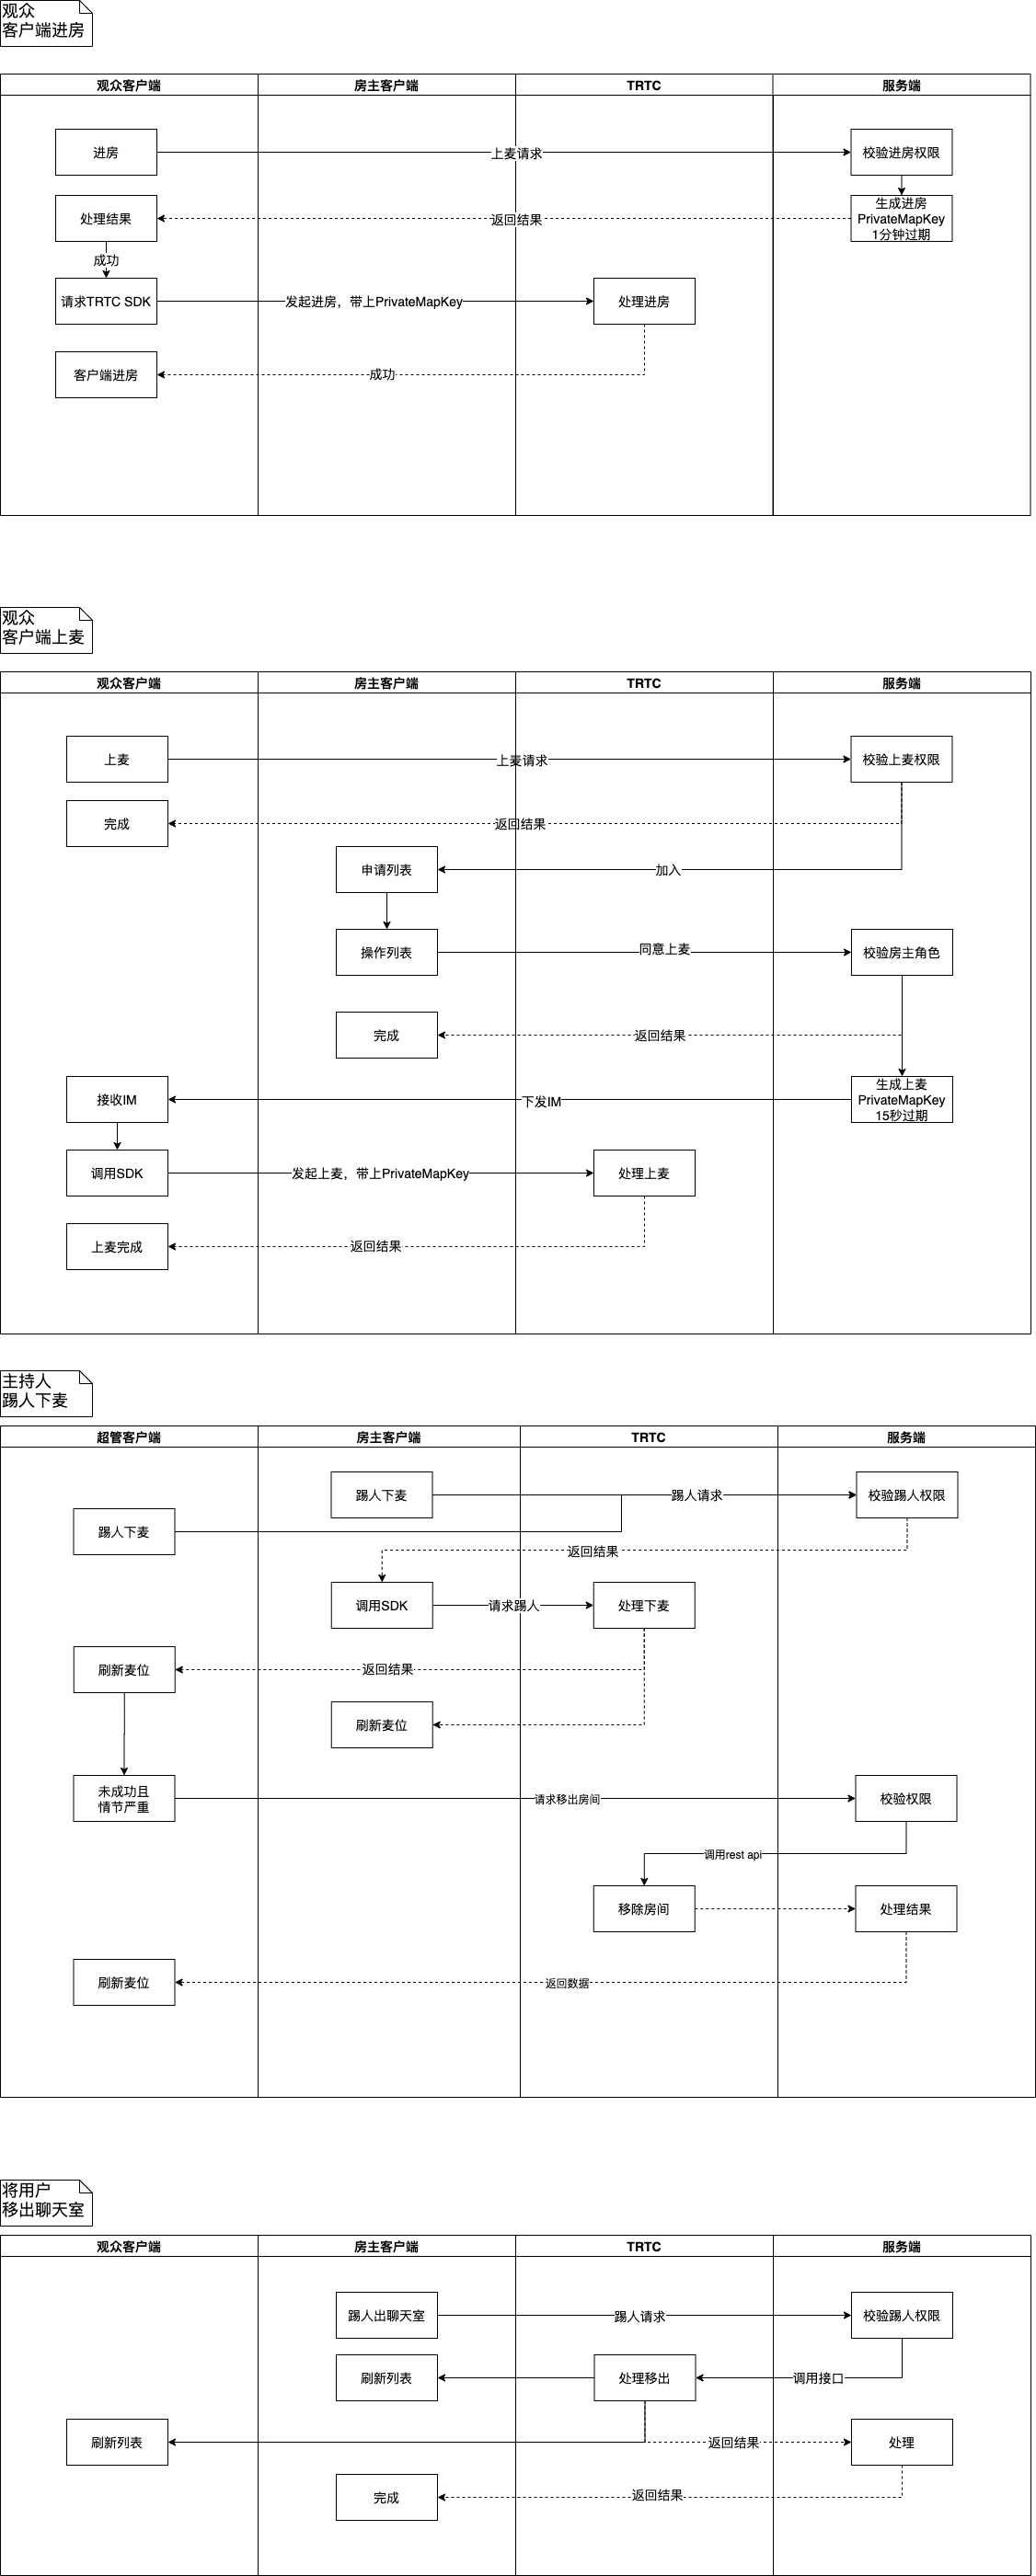 观众
客户端进房
观众客户端
房主客户端
TRTC
服务端
进房
上麦请求
校验进房权限
处理结果
返回结果
生成进房
PrivateMapKey
1分钟过期
成功
请求TRTC SDK
发起进房，带上PrivateMapKey
处理进房
客户端进房
成功
观众
客户端上麦
观众客户端
房主客户端
TRTC
服务端
上麦
上麦请求
校验上麦权限
完成
返回结果
申请列表
加入
操作列表
同意上麦
校验房主角色
完成
返回结果
接收IM
下发IM
生成上麦
PrivateMapKey
15秒过期
调用SDK
发起上麦，带上PrivateMapKey
处理上麦
上麦完成
返回结果
主持人
踢人下麦
超管客户端
房主客户端
TRTC
服务端
踢人下麦
踢人请求
校验踢人权限
踢人下麦
返回结果
调用SDK
请求踢人
处理下麦
刷新麦位
返回结果
刷新麦位
未成功且
情节严重
请求移出房间
校验权限
调用rest api
移除房间
处理结果
刷新麦位
返回数据
将用户
移出聊天室
观众客户端
房主客户端
TRTC
服务端
踢人出聊天室
踢人请求
校验踢人权限
刷新列表
处理移出
调用接口
刷新列表
返回结果
处理
完成
返回结果